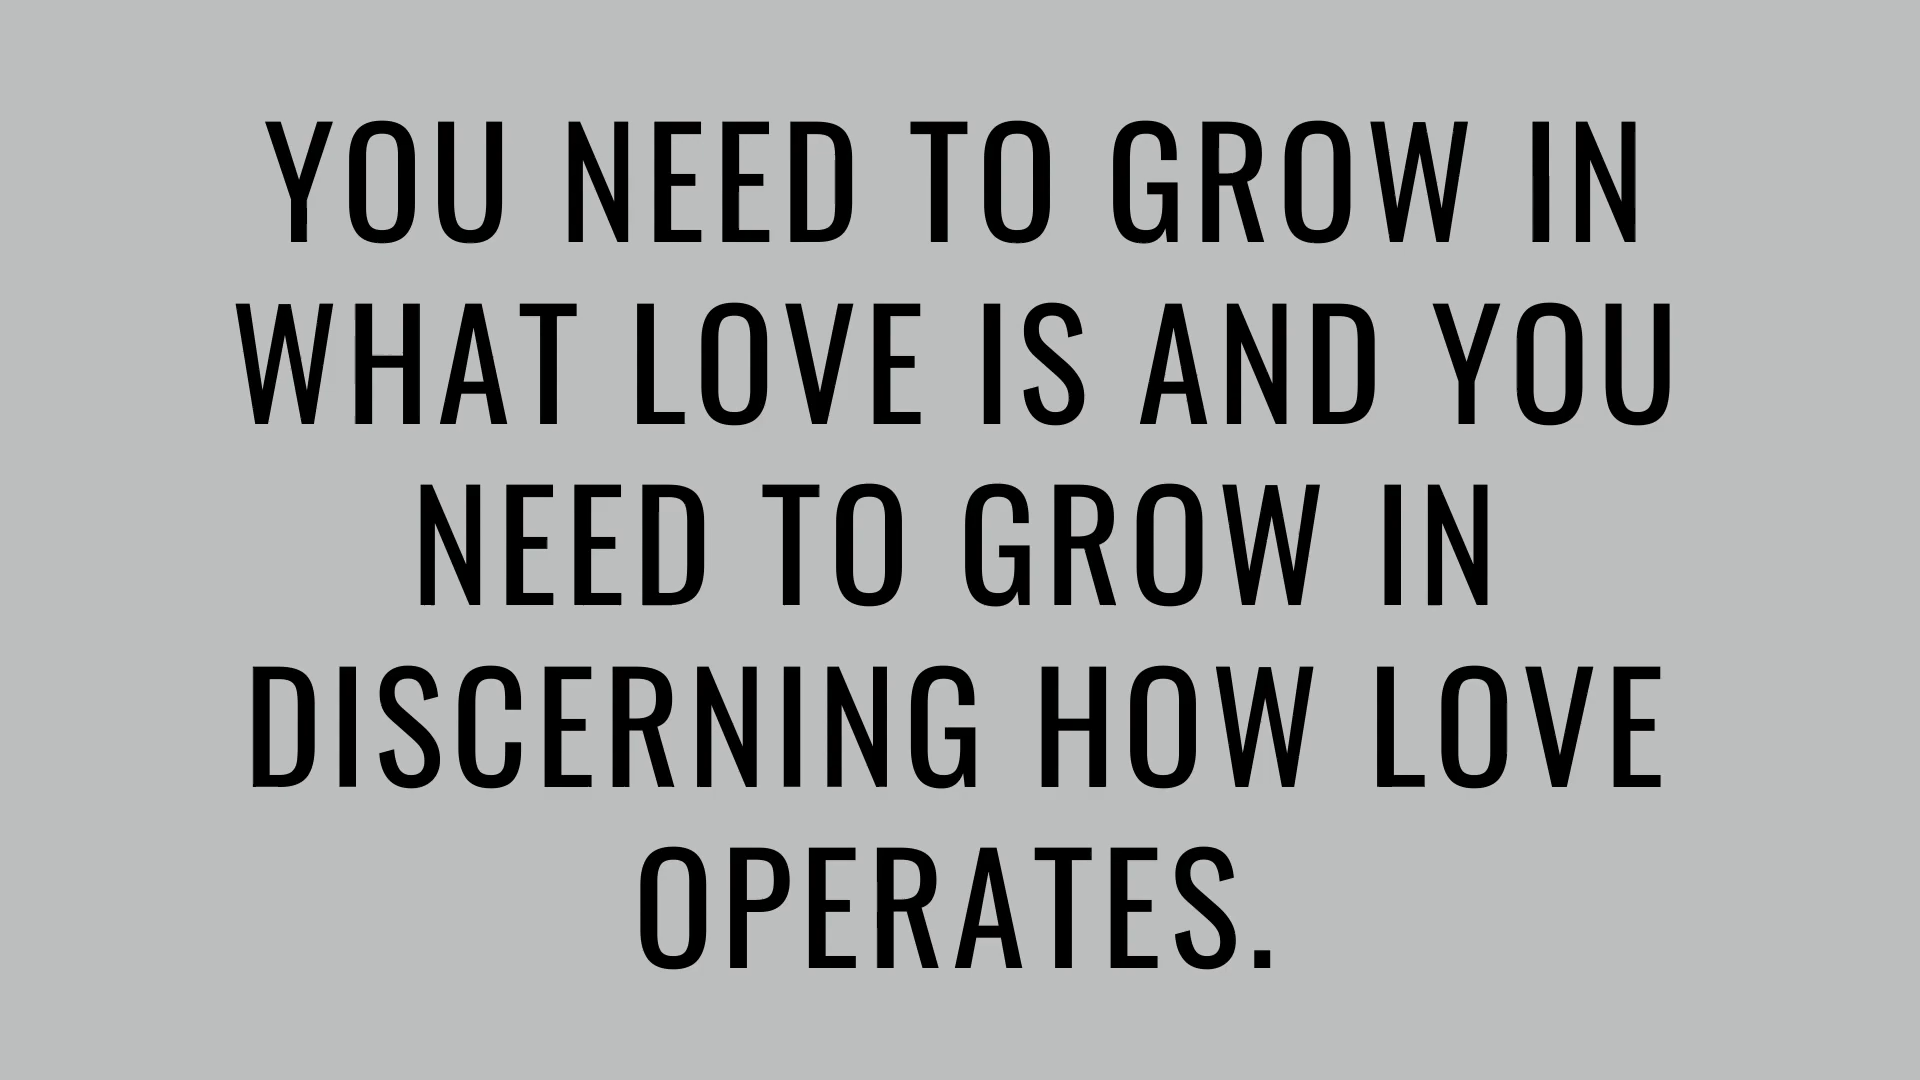 YOU NEED TO GROW IN
WHAT LOVE IS AND YOU
NEED TO GROW IN
DISCERNING HOW LOVE
OPERATES.